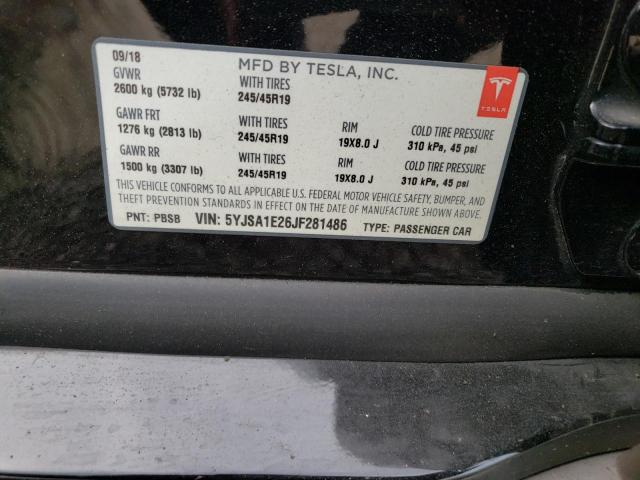 09/18 MFD BY TESLA, INC.
GVWR WITH TIRES
2600 kg (5732 lb) 245/45R19
TESLA
GAWR FRT WITH TIRES RIM COLD TIRE PRESSURE
1276 kg (2813 lb) 245/45R19 19X8.0 J 310 kPa, 45 psi
GAWR RR WITH TIRES RIM COLD TIRE PRESSURE
1500 kg (3307 lb) 245/45R19 19X8.0 J 310 kPa, 45 psi
THIS VEHICLE CONFORMS TO ALL APPLICABLE U.S. FEDERAL MOTOR VEHICLE SAFETY, BUMPER, AND
THEFT PREVENTION STANDARDS IN EFFECT ON THE DATE OF MANUFACTURE SHOWN ABOVE.
PNT: PBSB VIN: 5YJSA1E26JF281486 TYPE: PASSENGER CAR